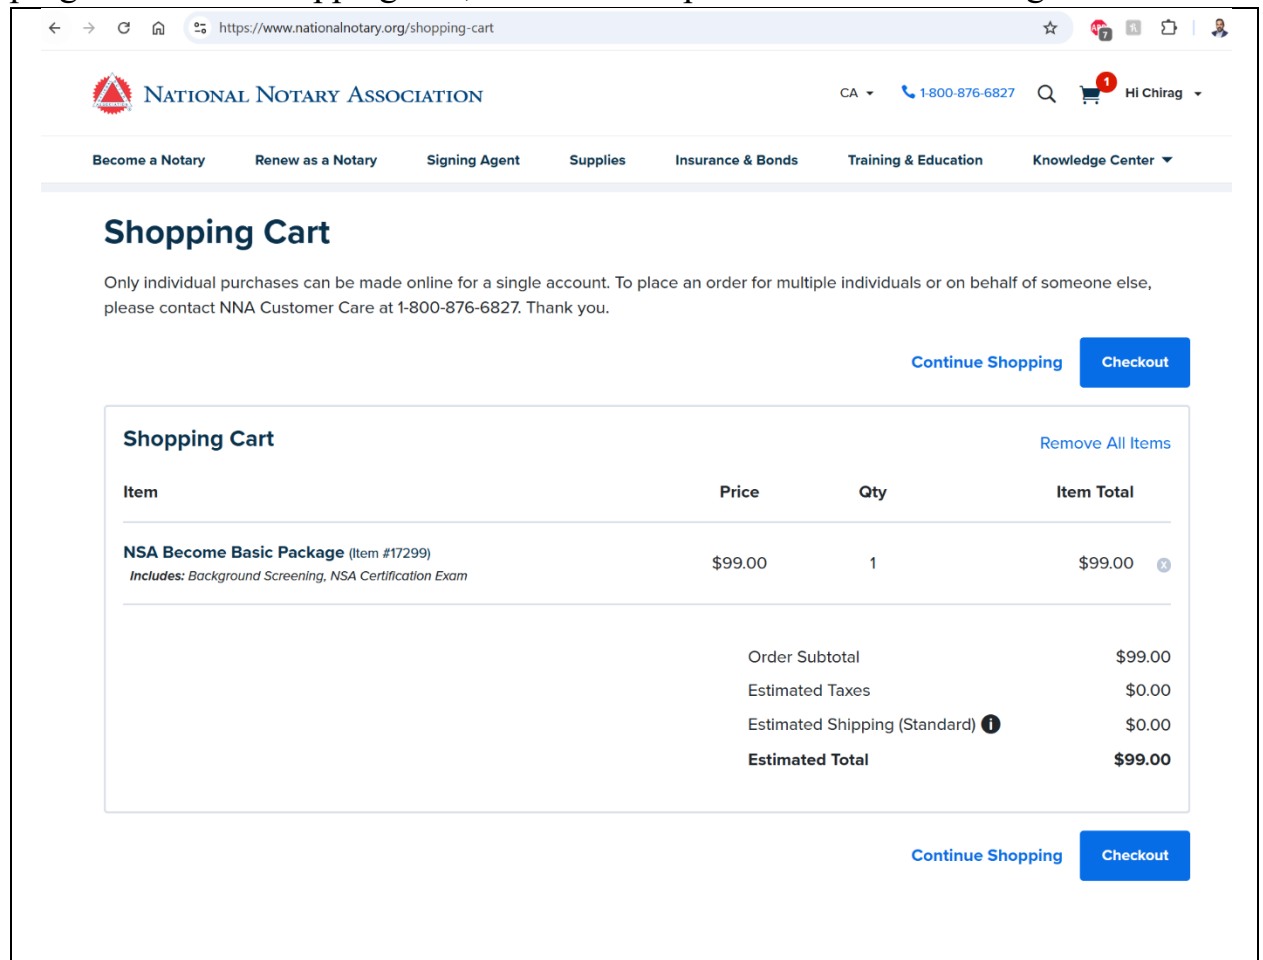 https://www.nationalnotary.org/shopping-cart
7
NATIONAL NOTARY ASSOCIATION
CA
1-800-876-6827
1
Hi Chirag
Become a Notary
Renew as a Notary
Signing Agent
Supplies
Insurance & Bonds
Training & Education
Knowledge Center
Shopping Cart
Only individual purchases can be made online for a single account. To place an order for multiple individuals or on behalf of someone else,
please contact NNA Customer Care at 1-800-876-6827. Thank you.
Continue Shopping
Checkout
Shopping Cart
Remove All Items
Item Price Qty Item Total
NSA Become Basic Package (Item #17299)
Includes: Background Screening, NSA Certification Exam
$99.00 1 $99.00 x
Order Subtotal $99.00
Estimated Taxes $0.00
Estimated Shipping (Standard) i $0.00
Estimated Total $99.00
Continue Shopping
Checkout